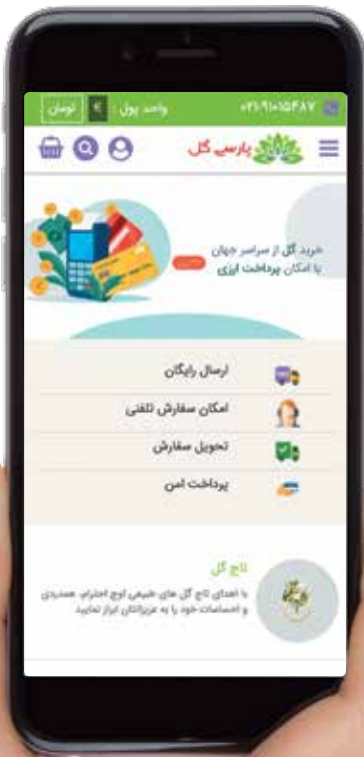 ۰۲۱-۹۱۰۱۵۴۸۷ واحد پول : € تومان
پارسی گل
خرید گل از سراسر جهان
با امکان پرداخت ارزی
ارسال رایگان
امکان سفارش تلفنی
تحویل سفارش
پرداخت امن
تاج گل
با اهدای تاج گل های طبیعی اوج احترام، همدردی
و احساسات خود را به عزیزانتان ابراز نمایید